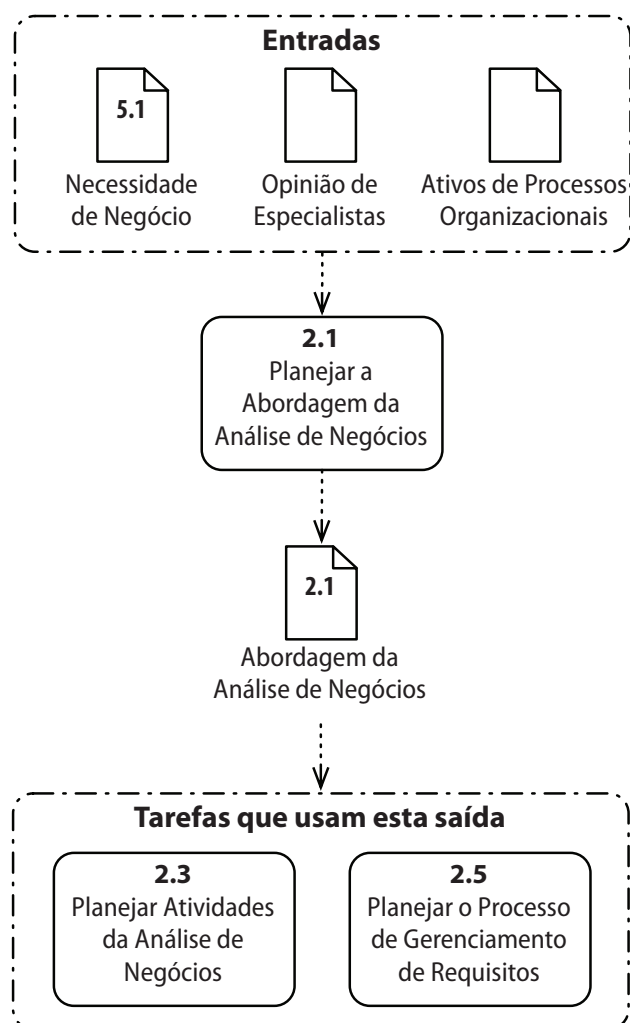 Entradas
5.1
Necessidade
de Negócio
Opinião de
Especialistas
Ativos de Processos
Organizacionais
2.1
Planejar a
Abordagem da
Análise de Negócios
2.1
Abordagem da
Análise de Negócios
Tarefas que usam esta saída
2.3
Planejar Atividades
da Análise de
Negócios
2.5
Planejar o Processo
de Gerenciamento
de Requisitos